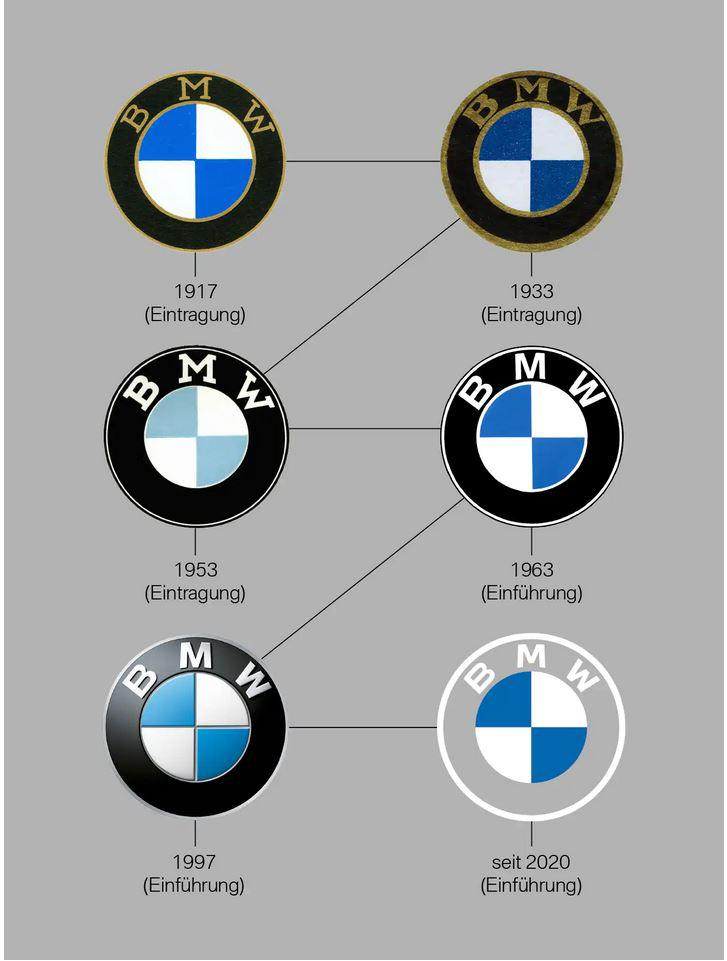 BMW
BMW
1917
(Eintragung)
1933
(Eintragung)
BMW
BMW
1953
(Eintragung)
1963
(Einführung)
BMW
BMW
1997
(Einführung)
seit 2020
(Einführung)